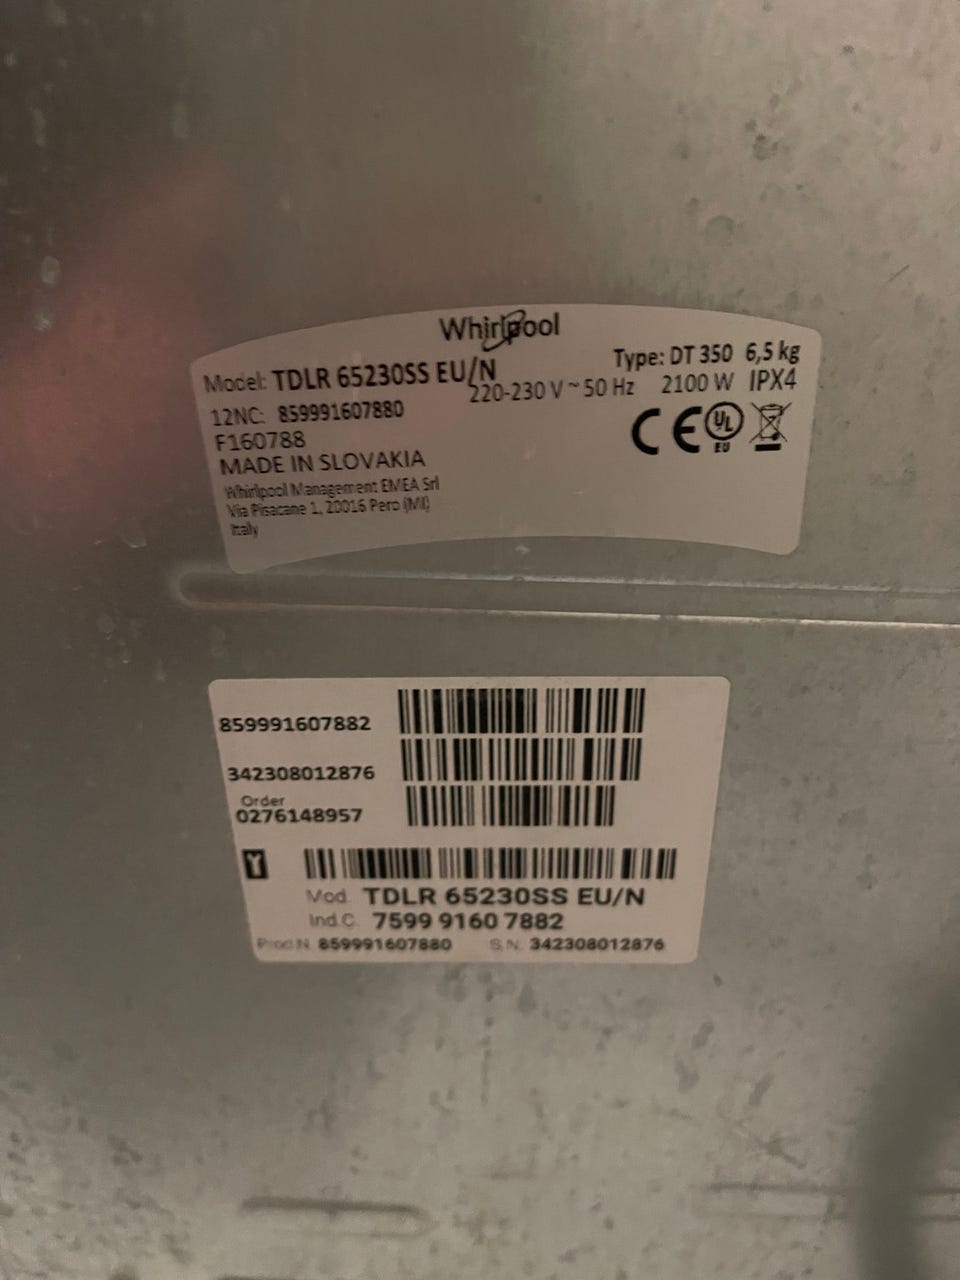 Whirlpool
Model: TDLR 65230SS EU/N
Type: DT 350 6,5 kg
12NC: 859991607880
220-230 V ~ 50 Hz 2100 W IPX4
F160788
CE UL
EU
MADE IN SLOVAKIA
Whirlpool Management EMEA Srl
Via Pisacane 1, 20016 Pero (MI)
Italy
859991607882
342308012876
Order
0276148957
Y
Mod. TDLR 65230SS EU/N
Ind.C. 7599 9160 7882
Prod.N. 859991607880 S.N. 342308012876